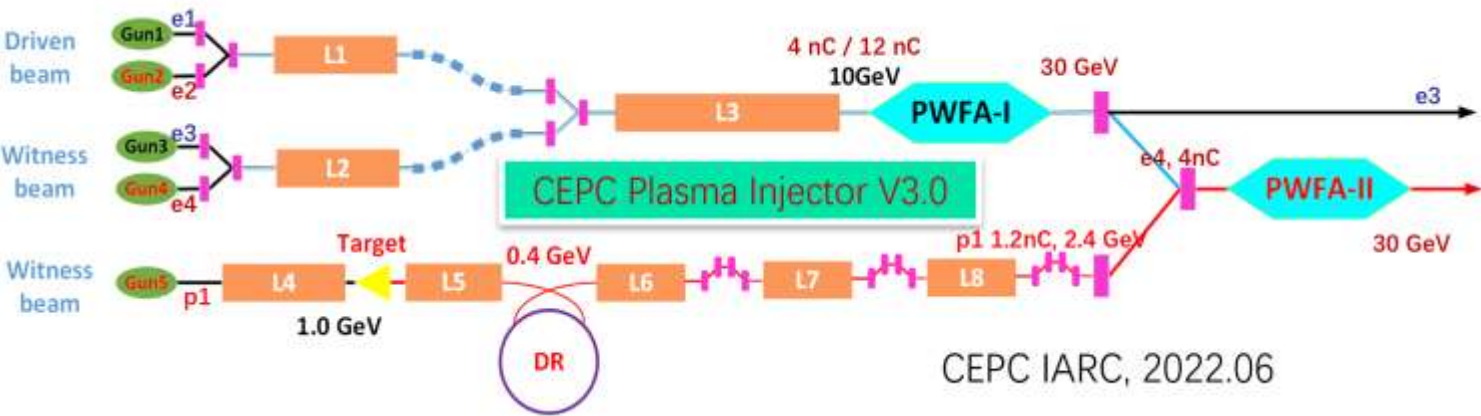 Driven
beam
Gun1
e1
Gun2
e2
L1
Witness
beam
Gun3
e3
Gun4
e4
L2
L3
4 nC / 12 nC
10GeV
PWFA-I
30 GeV
e3
e4, 4nC
PWFA-II
30 GeV
CEPC Plasma Injector V3.0
Witness
beam
Gun5
p1
L4
1.0 GeV
Target
L5
0.4 GeV
DR
L6
L7
L8
p1 1.2nC, 2.4 GeV
CEPC IARC, 2022.06